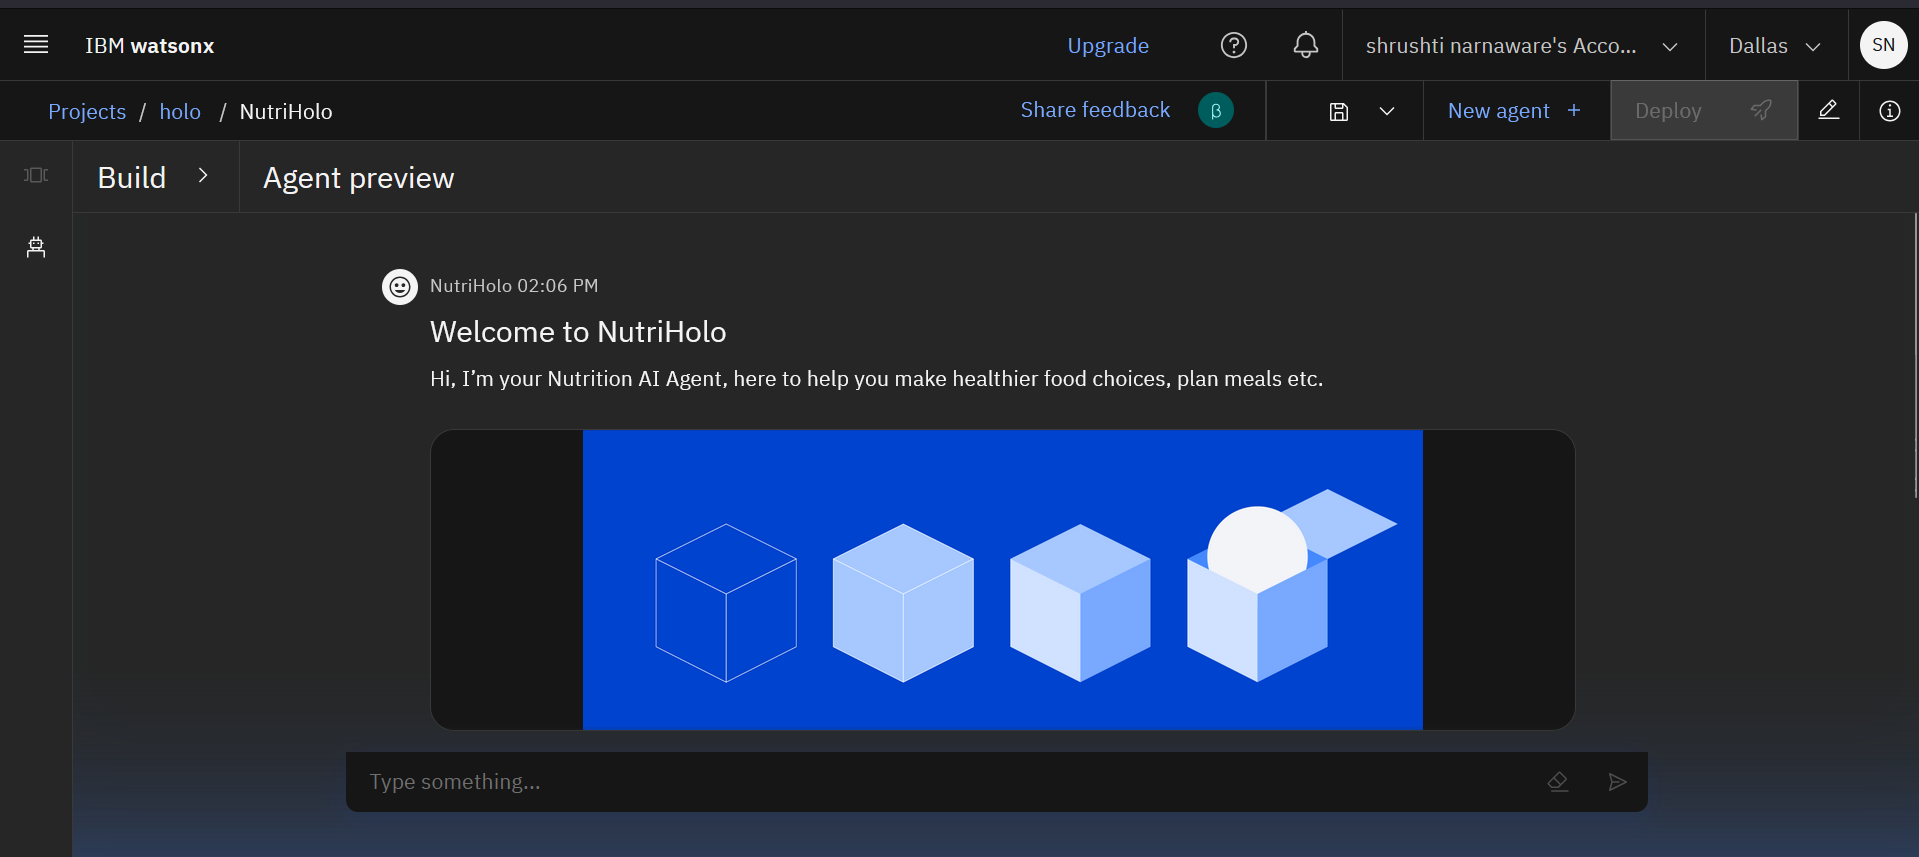 IBM watsonx
Upgrade
shrushti narnaware's Acco...
Dallas
SN
Projects / holo / NutriHolo
Share feedback
β
New agent +
Deploy
Build
Agent preview
NutriHolo 02:06 PM
Welcome to NutriHolo
Hi, I’m your Nutrition AI Agent, here to help you make healthier food choices, plan meals etc.
Type something...